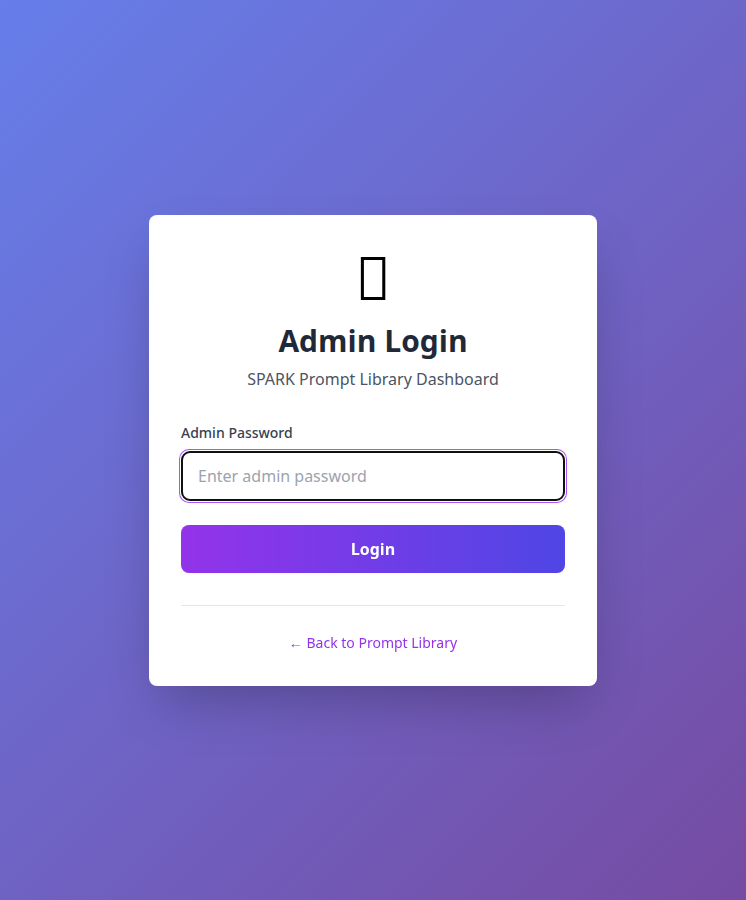 Admin Login
SPARK Prompt Library Dashboard
Admin Password
Enter admin password
Login
← Back to Prompt Library